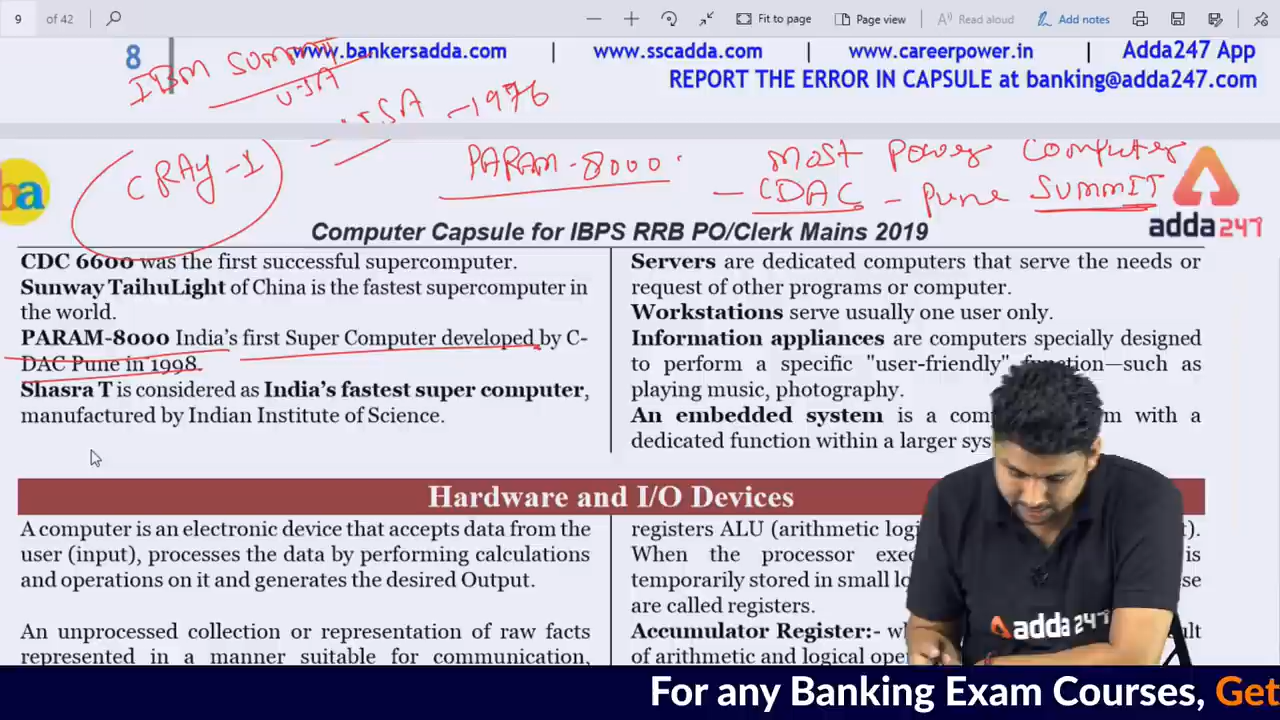 9 of 42 Fit to page Page view Read aloud Add notes
8 www.bankersadda.com | www.sscadda.com | www.careerpower.in | Adda247 App
REPORT THE ERROR IN CAPSULE at banking@adda247.com
IBM SUMMIT
USA
USA - 1976
CRAY-1
PARAM-8000.
Most Power Computer
- CDAC - Pune SUMMIT
ba
adda247
Computer Capsule for IBPS RRB PO/Clerk Mains 2019
CDC 6600 was the first successful supercomputer.
Sunway TaihuLight of China is the fastest supercomputer in
the world.
PARAM-8000 India's first Super Computer developed by C-
DAC Pune in 1998.
Shasra T is considered as India's fastest super computer,
manufactured by Indian Institute of Science.
Servers are dedicated computers that serve the needs or
request of other programs or computer.
Workstations serve usually one user only.
Information appliances are computers specially designed
to perform a specific "user-friendly" function—such as
playing music, photography.
An embedded system is a com m with a
dedicated function within a larger sys
Hardware and I/O Devices
A computer is an electronic device that accepts data from the
user (input), processes the data by performing calculations
and operations on it and generates the desired Output.
An unprocessed collection or representation of raw facts
represented in a manner suitable for communication,
registers ALU (arithmetic logi t).
When the processor exec is
temporarily stored in small lo se
are called registers.
Accumulator Register:- wh ult
of arithmetic and logical oper
adda247
For any Banking Exam Courses, Get